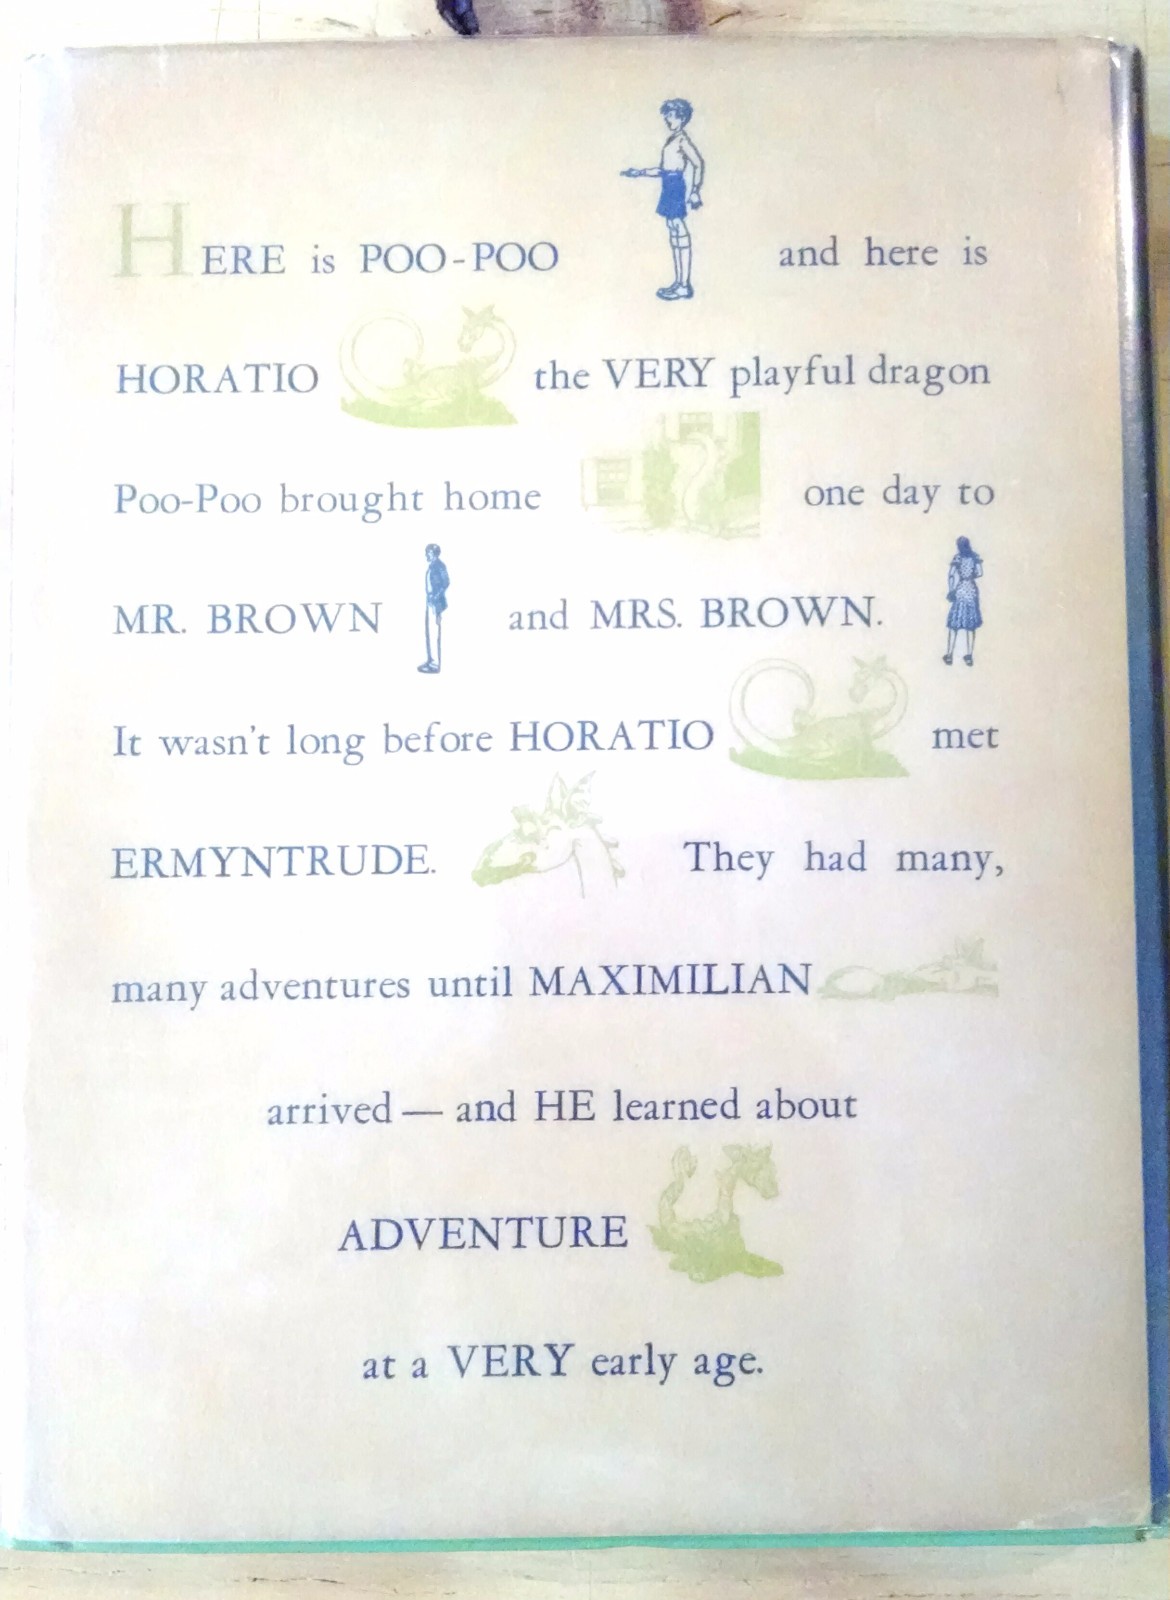 HERE is POO-POO and here is
HORATIO the VERY playful dragon
Poo-Poo brought home one day to
MR. BROWN and MRS. BROWN.
It wasn't long before HORATIO met
ERMYNTRUDE. They had many,
many adventures until MAXIMILIAN
arrived — and HE learned about
ADVENTURE
at a VERY early age.